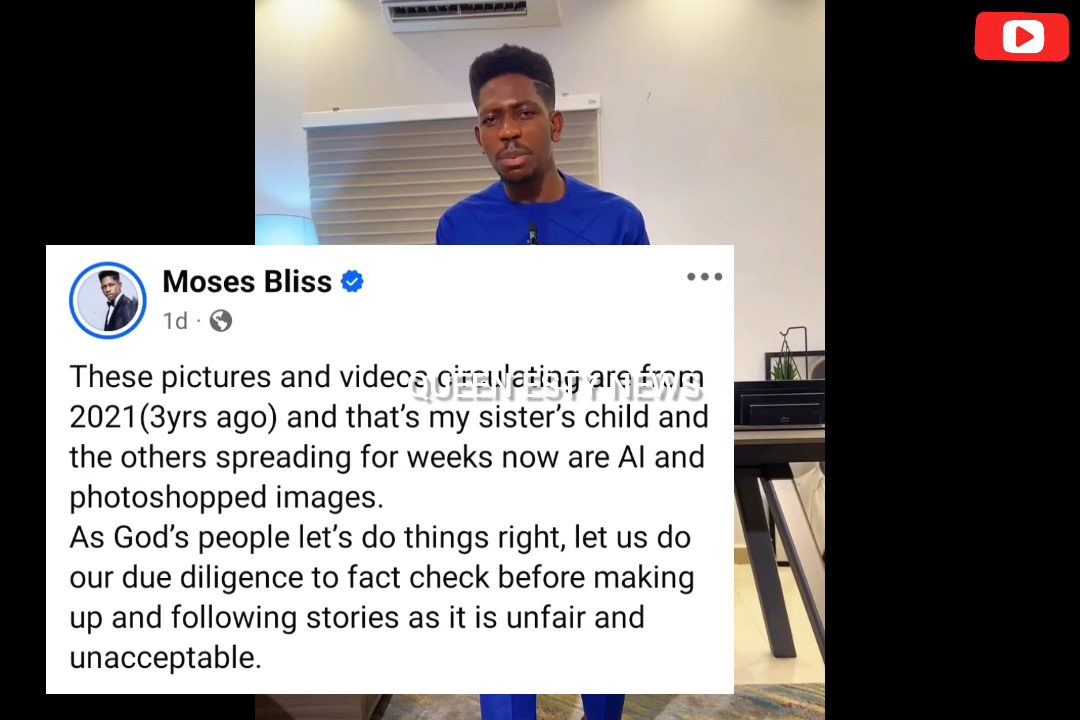 Moses Bliss
1d ·
These pictures and videos circulating are from
QUEEN ESTY NEWS
2021(3yrs ago) and that's my sister's child and
the others spreading for weeks now are AI and
photoshopped images.
As God's people let's do things right, let us do
our due diligence to fact check before making
up and following stories as it is unfair and
unacceptable.